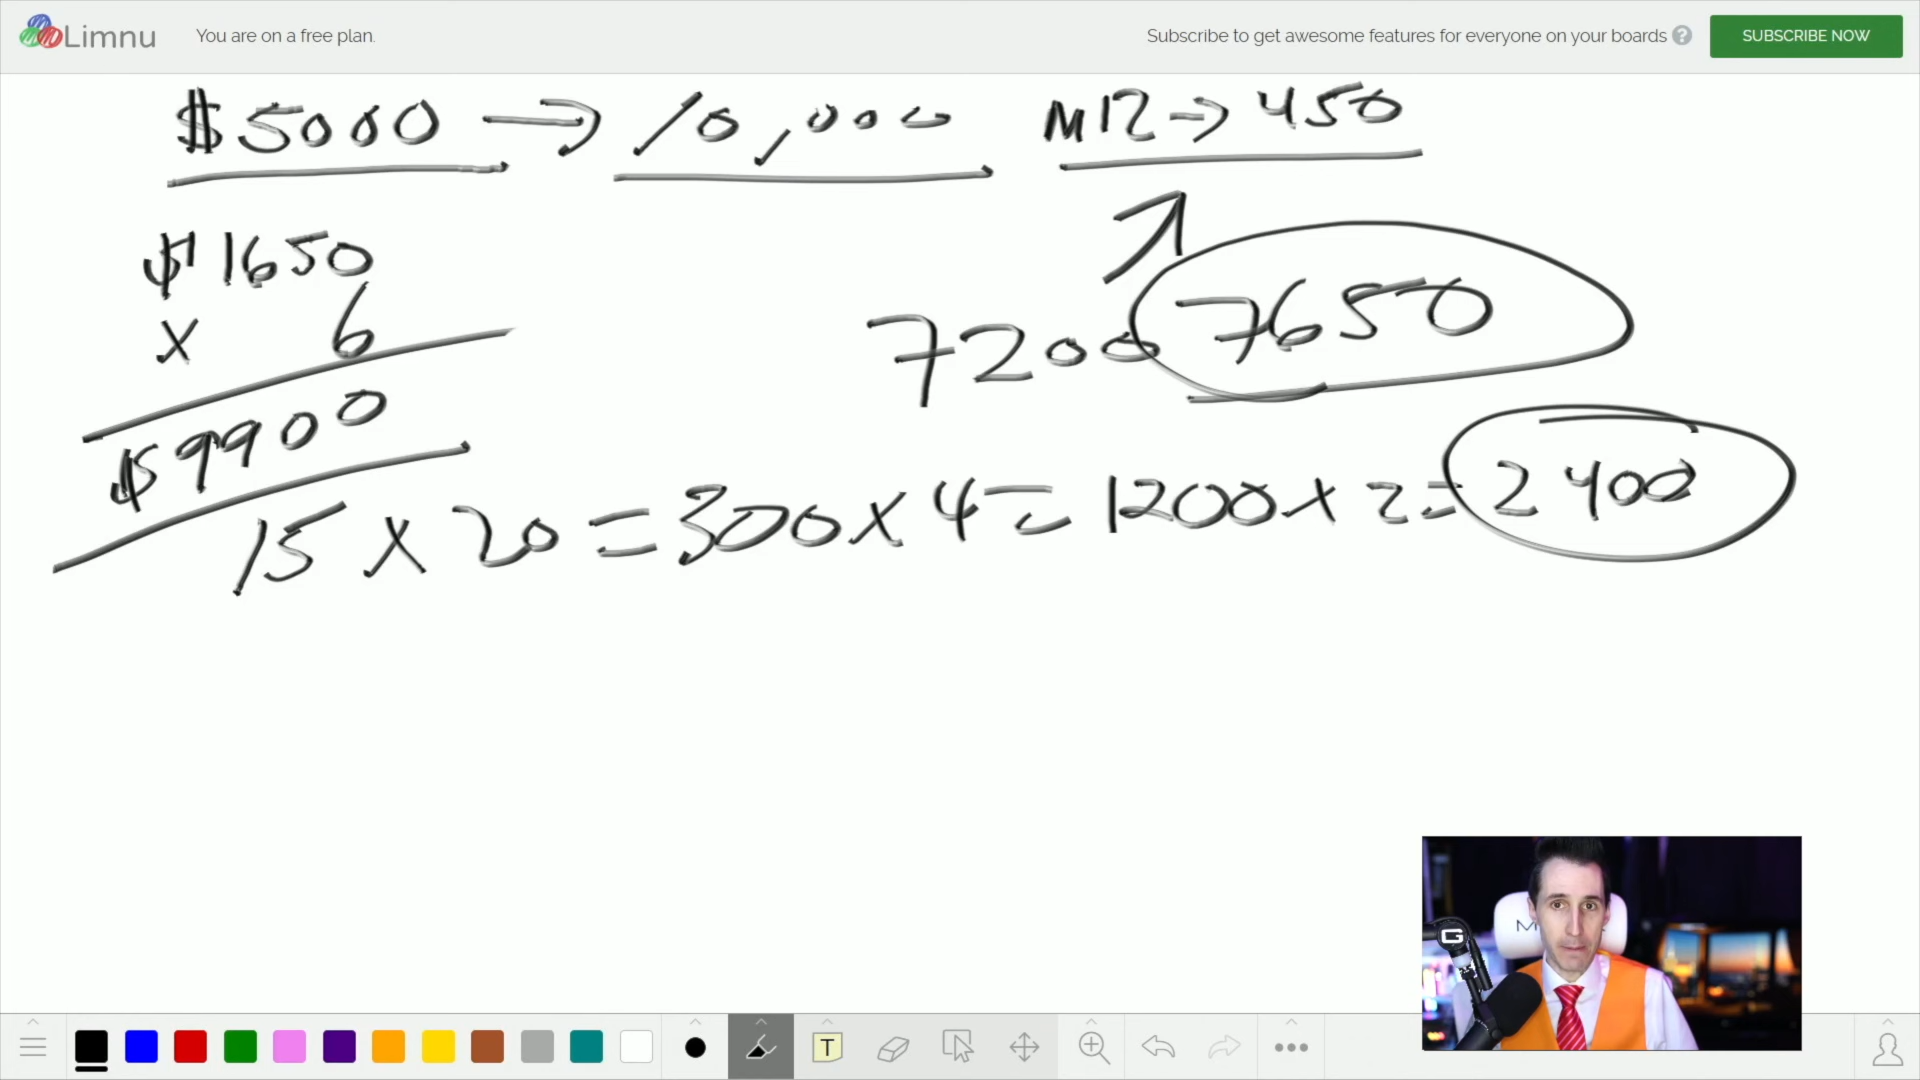 Limnu You are on a free plan. Subscribe to get awesome features for everyone on your boards ? SUBSCRIBE NOW
$5000 → 10,000 M12 → 450
$1650
x 6
$9900
7200 7650
15 x 20 = 300 x 4 = 1200 x 2 = 2400
G
T